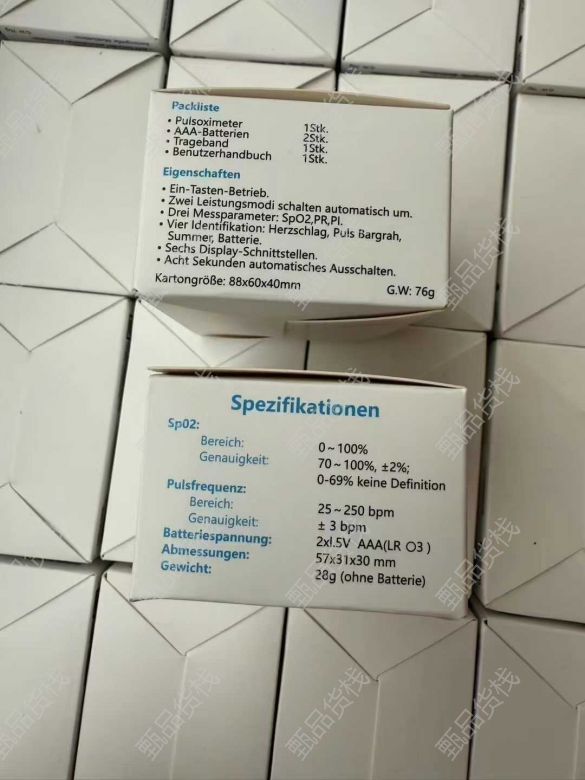 Packliste
• Pulsoximeter 1Stk.
• AAA-Batterien 2Stk.
• Trageband 1Stk.
• Benutzerhandbuch 1Stk.
Eigenschaften
• Ein-Tasten-Betrieb.
• Zwei Leistungsmodi schalten automatisch um.
• Drei Messparameter: SpO2,PR,PI.
• Vier Identifikation: Herzschlag, Puls Bargrah,
Summer, Batterie.
• Sechs Display-Schnittstellen.
• Acht Sekunden automatisches Ausschalten.
Kartongröße: 88x60x40mm G.W: 76g
Spezifikationen
Sp02:
Bereich: 0~100%
Genauigkeit: 70~100%, ±2%;
0-69% keine Definition
Pulsfrequenz:
Bereich: 25~250 bpm
Genauigkeit: ± 3 bpm
Batteriespannung: 2xl.5V AAA(LR O3)
Abmessungen: 57x31x30 mm
Gewicht: 28g (ohne Batterie)
甄品货栈